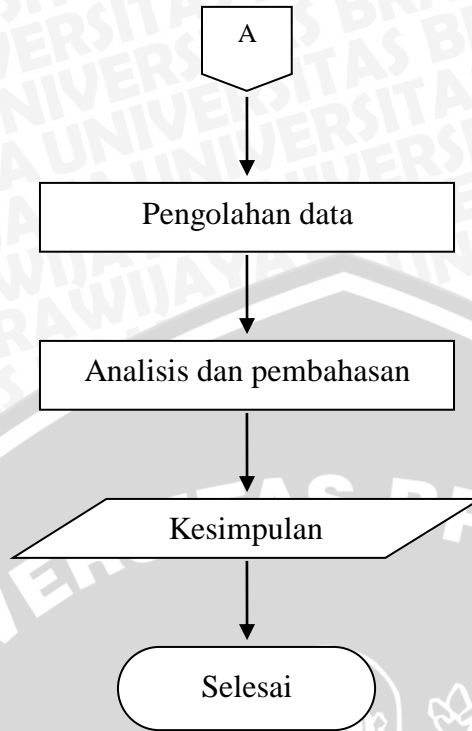 A
Pengolahan data
Analisis dan pembahasan
Kesimpulan
Selesai